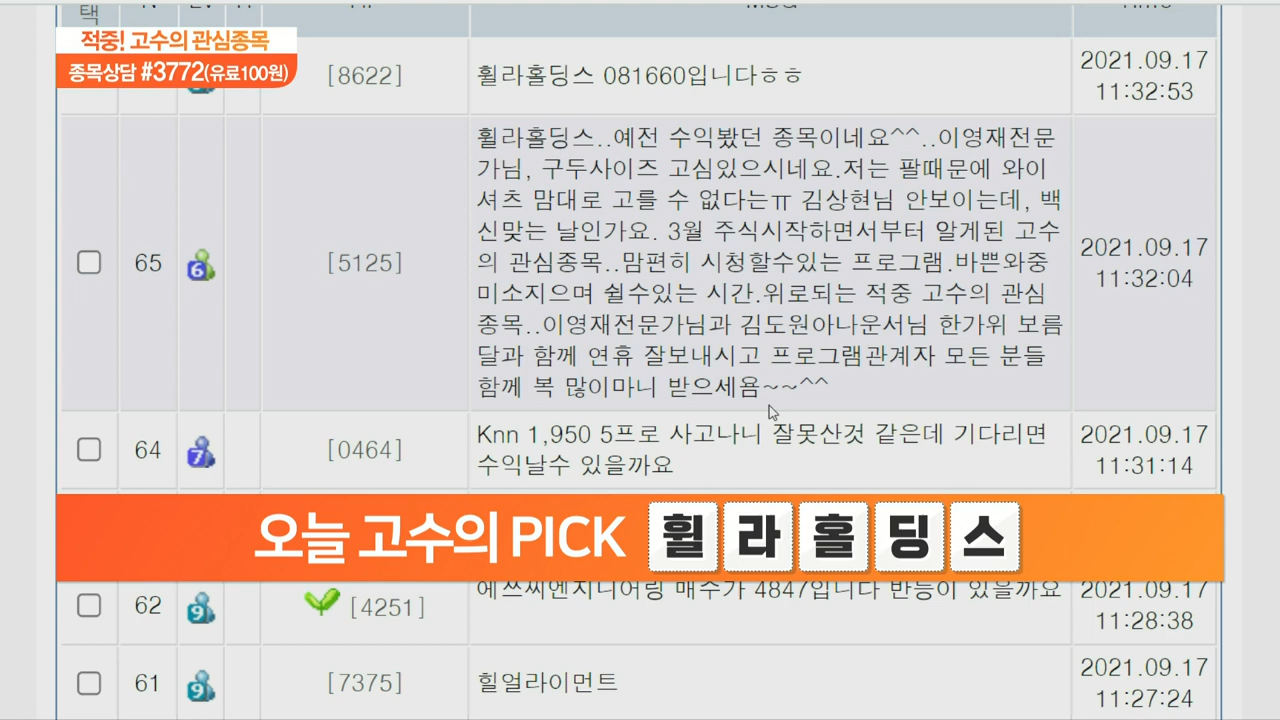 택
적중! 고수의 관심종목
종목상담 #3772(유료100원)
[8622]
휠라홀딩스 081660입니다ㅎㅎ
2021.09.17
11:32:53
65
6
[5125]
휠라홀딩스..예전 수익봤던 종목이네요^^..이영재전문
가님, 구두사이즈 고심있으시네요.저는 팔때문에 와이
셔츠 맘대로 고를 수 없다는ㅠ 김상현님 안보이는데, 백
신맞는 날인가요. 3월 주식시작하면서부터 알게된 고수
의 관심종목..맘편히 시청할수있는 프로그램.바쁜와중
미소지으며 쉴수있는 시간.위로되는 적중 고수의 관심
종목..이영재전문가님과 김도원아나운서님 한가위 보름
달과 함께 연휴 잘보내시고 프로그램관계자 모든 분들
함께 복 많이마니 받으세욤~~^^
2021.09.17
11:32:04
64
7
[0464]
Knn 1,950 5프로 사고나니 잘못산것 같은데 기다리면
수익날수 있을까요
2021.09.17
11:31:14
오늘 고수의 PICK 휠라홀딩스
62
9
[4251]
에쓰씨엔지니어링 매수가 4847입니다 반등이 있을까요
2021.09.17
11:28:38
61
9
[7375]
힐얼라이먼트
2021.09.17
11:27:24